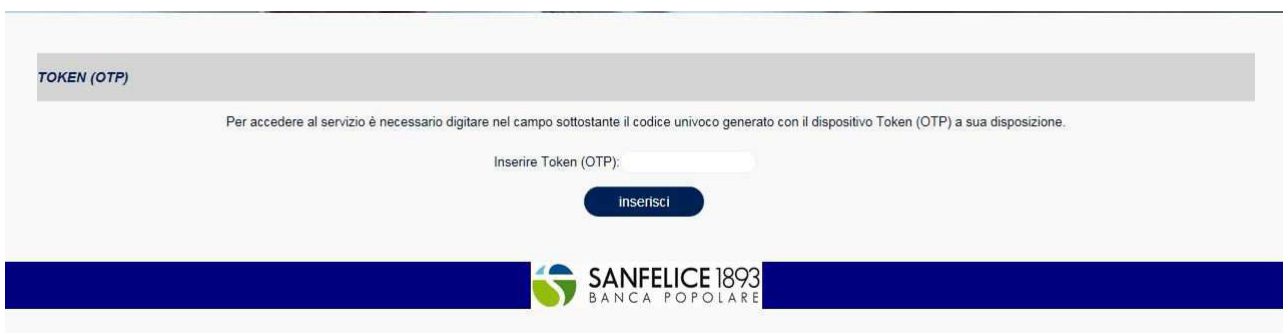 TOKEN (OTP)
Per accedere al servizio è necessario digitare nel campo sottostante il codice univoco generato con il dispositivo Token (OTP) a sua disposizione.
Inserire Token (OTP):
inserisci
SANFELICE 1893
BANCA POPOLARE